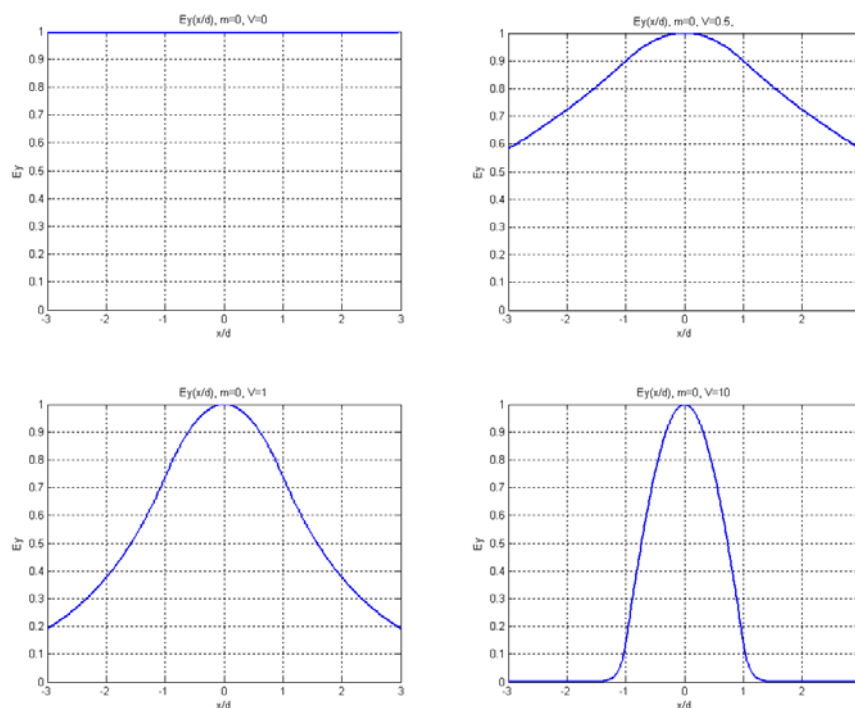 Ey(x/d), m=0, V=0
1
0.9
0.8
0.7
0.6
0.5
0.4
0.3
0.2
0.1
0
Ey
-3 -2 -1 0 1 2 3
x/d
Ey(x/d), m=0, V=0.5,
1
0.9
0.8
0.7
0.6
0.5
0.4
0.3
0.2
0.1
0
Ey
-3 -2 -1 0 1 2
x/d
Ey(x/d), m=0, V=1
1
0.9
0.8
0.7
0.6
0.5
0.4
0.3
0.2
0.1
0
Ey
-3 -2 -1 0 1 2 3
x/d
Ey(x/d), m=0, V=10
1
0.9
0.8
0.7
0.6
0.5
0.4
0.3
0.2
0.1
0
Ey
-3 -2 -1 0 1 2
x/d